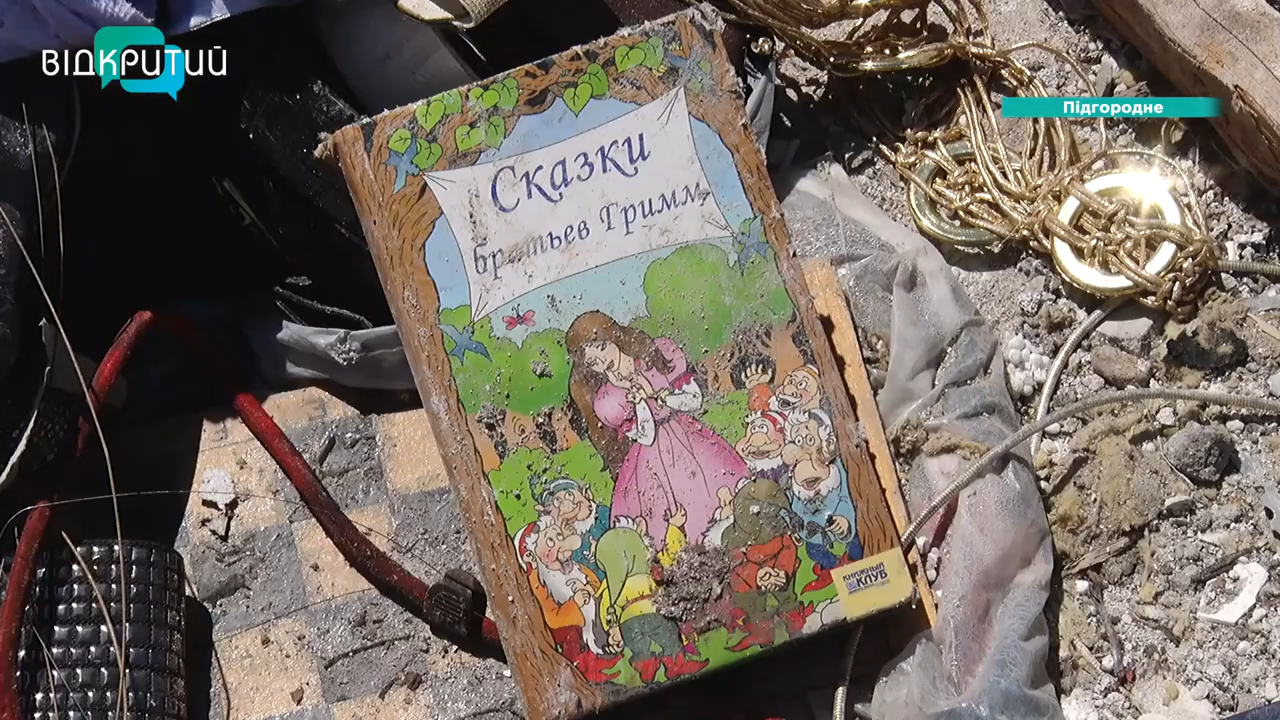 ВІДКРИТИЙ
Підгородне
Сказки
братьев Гримм
КНИЖНЫЙ
КЛУБ